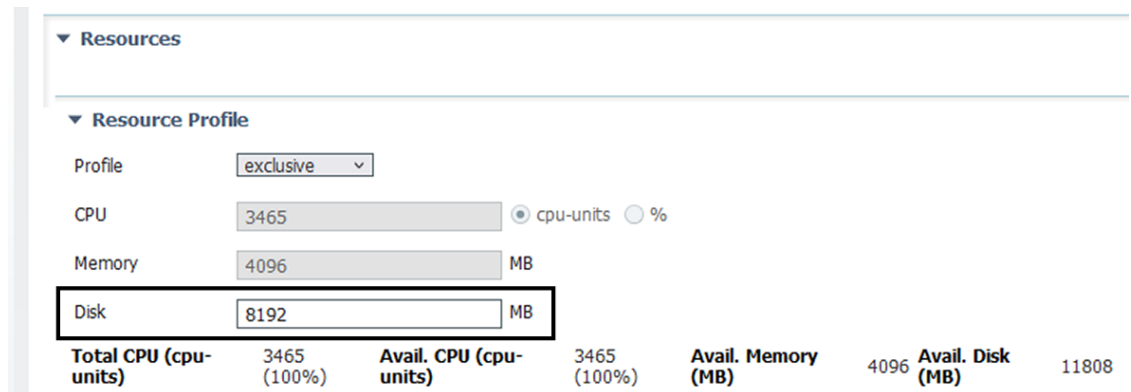 Resources
Resource Profile
Profile exclusive
CPU 3465 cpu-units %
Memory 4096 MB
Disk 8192 MB
Total CPU (cpu- 3465 Avail. CPU (cpu- 3465 Avail. Memory 4096 Avail. Disk 11808
units) (100%) units) (100%) (MB) (MB)